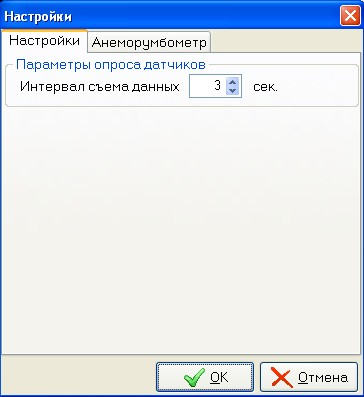 Настройки
Настройки Анеморумбометр
Параметры опроса датчиков
Интервал съема данных 3 сек.
OK Отмена